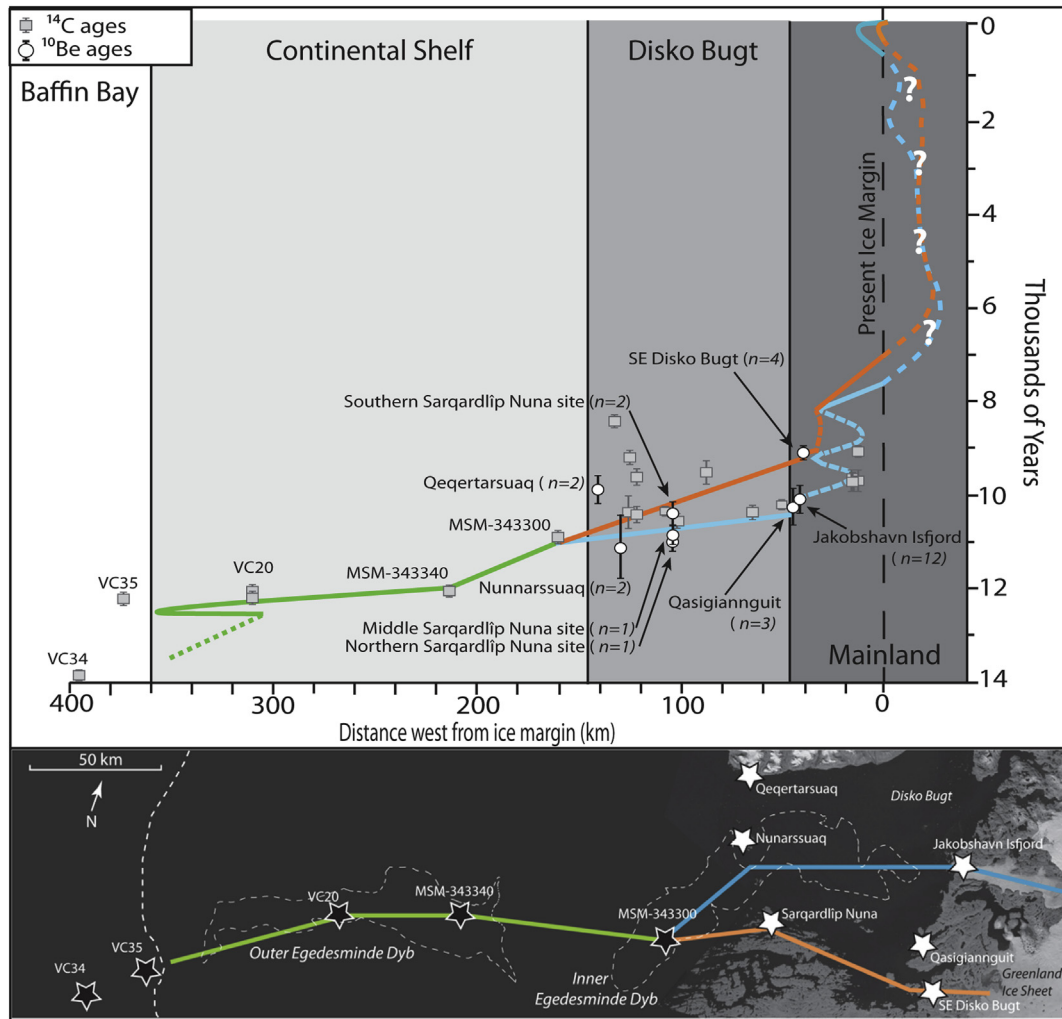 ¹⁴C ages
¹⁰Be ages
Baffin Bay
Continental Shelf
Disko Bugt
0
2
4
6
8
10
12
14
Thousands of Years
Present Ice Margin
?
?
?
?
SE Disko Bugt (n=4)
Southern Sarqardlîp Nuna site (n=2)
Qeqertarsuaq ( n=2)
MSM-343300
Jakobshavn Isfjord
( n=12)
MSM-343340
Nunnarssuaq (n=2)
VC20
VC35
Qasigiannguit
( n=3)
Middle Sarqardlîp Nuna site ( n=1)
Northern Sarqardlîp Nuna site ( n=1)
VC34
Mainland
400
300
200
100
0
Distance west from ice margin (km)
50 km
N
Qeqertarsuaq
Disko Bugt
Nunarssuaq
Jakobshavn Isfjord
VC20
MSM-343340
MSM-343300
Sarqardlîp Nuna
VC35
Outer Egedesminde Dyb
Qasigiannguit
VC34
Inner
Egedesminde Dyb
Greenland
Ice Sheet
SE Disko Bugt